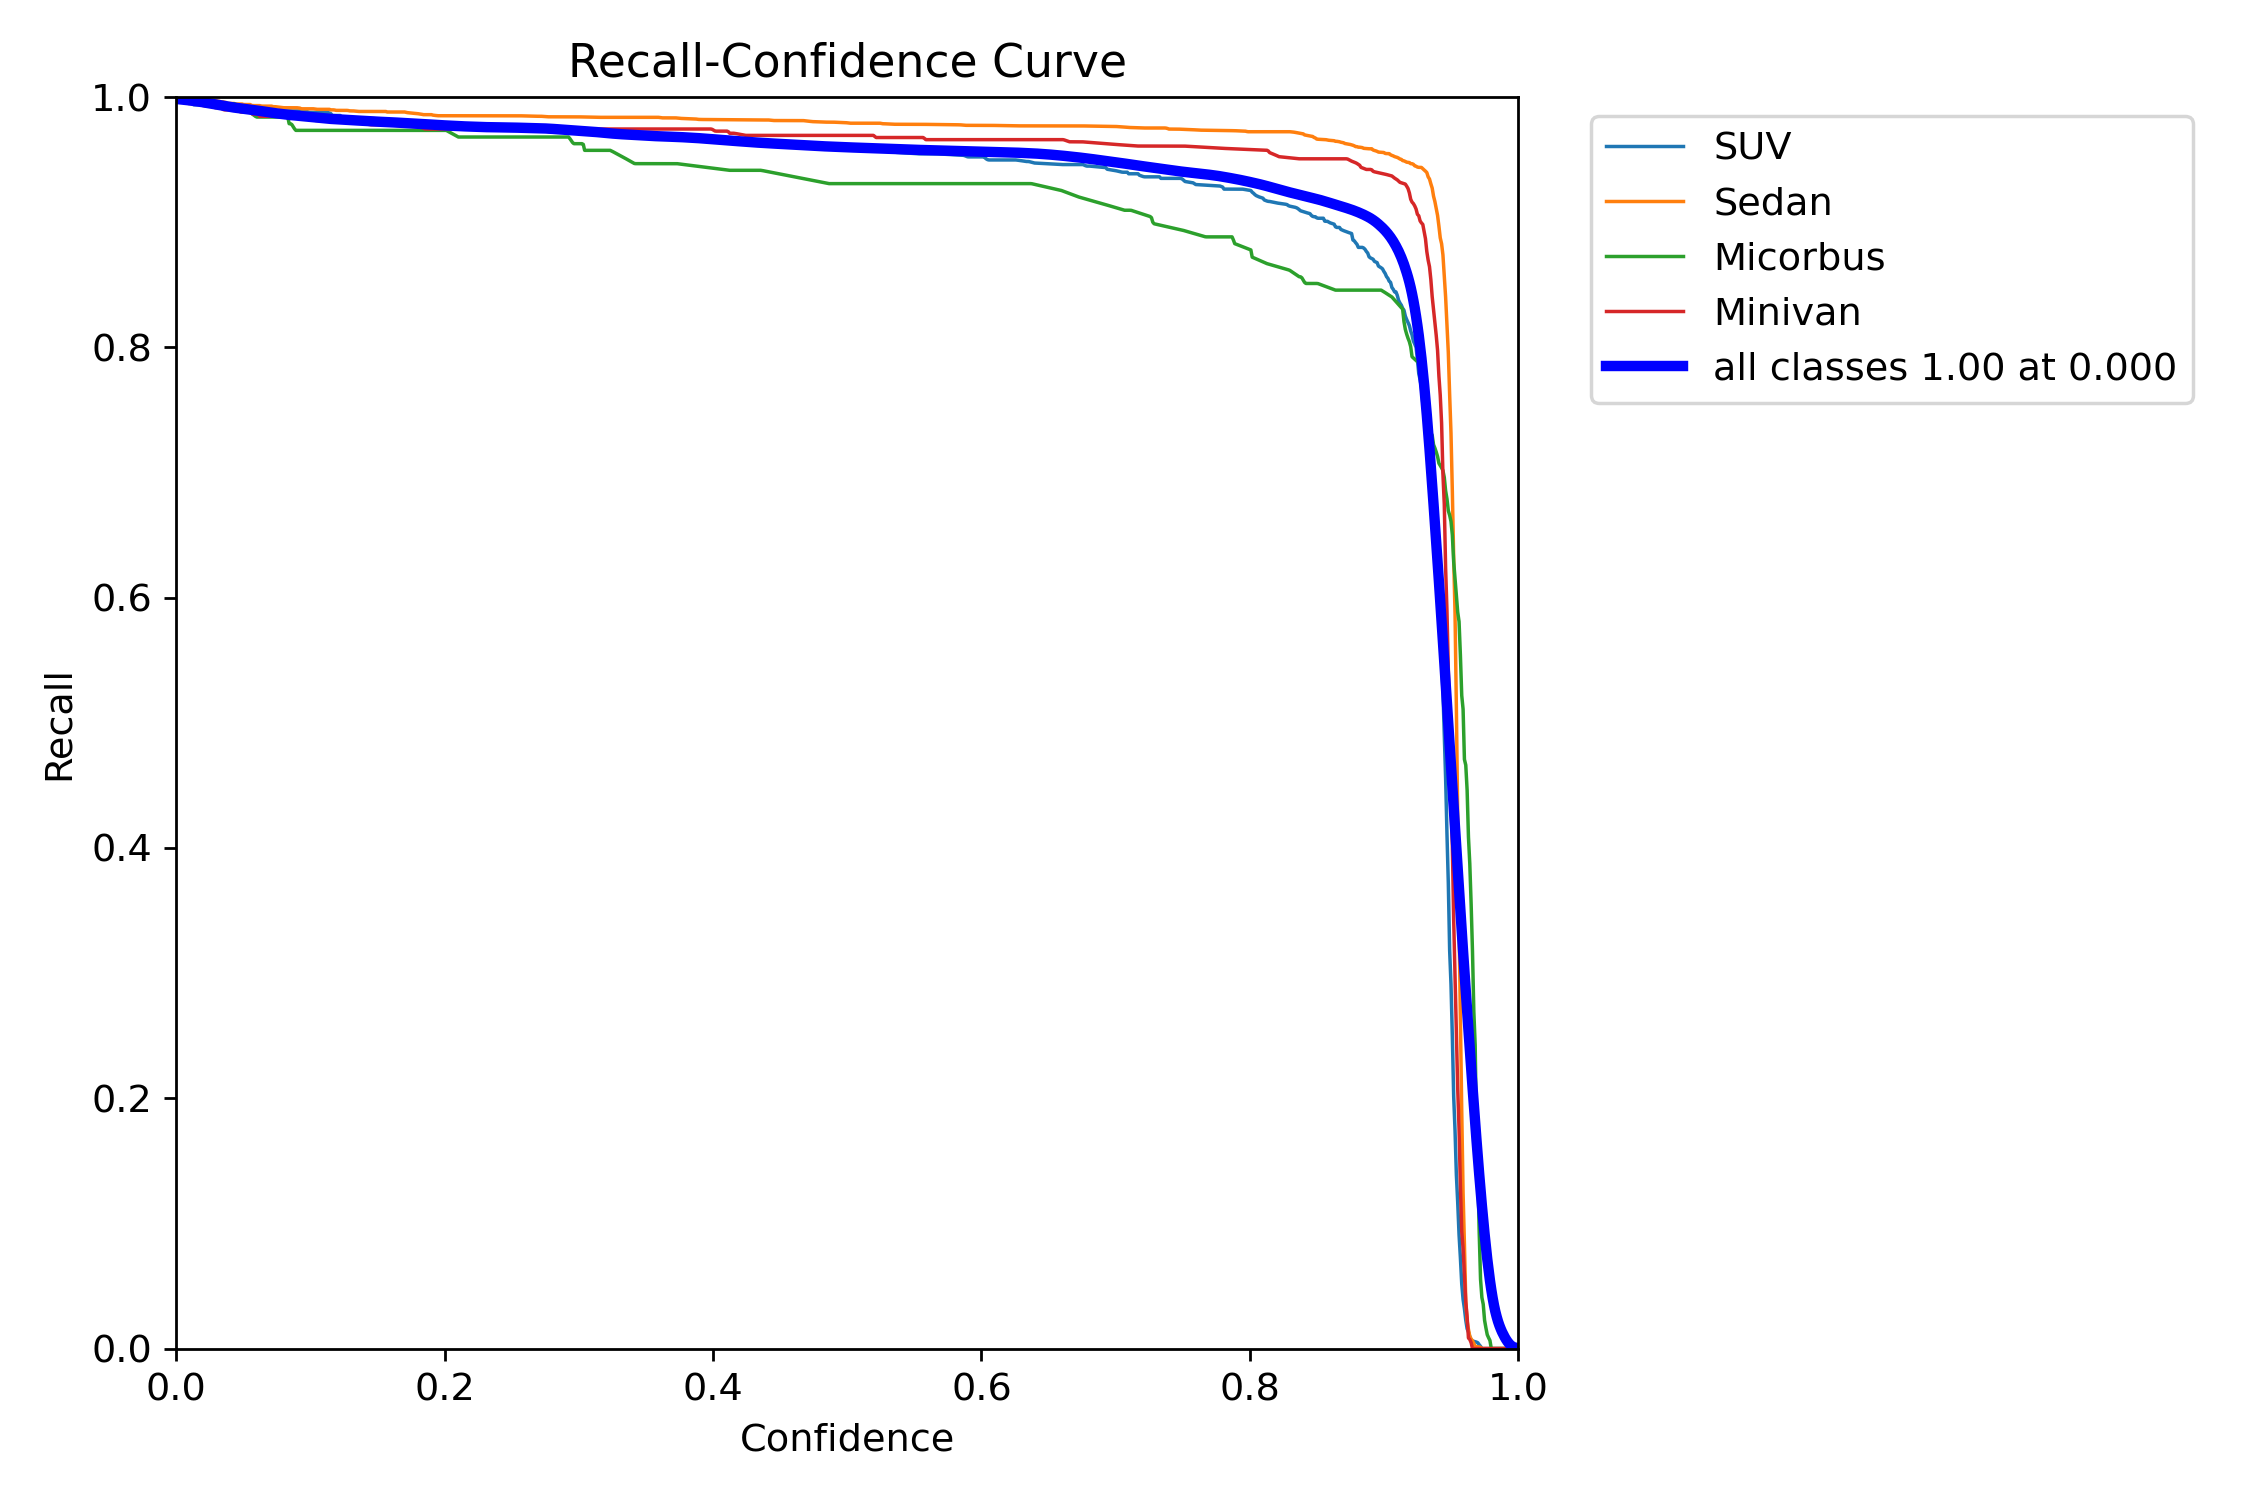 Recall-Confidence Curve
1.0
0.8
0.6
0.4
0.2
0.0
Recall
0.0 0.2 0.4 0.6 0.8 1.0
Confidence
SUV
Sedan
Micorbus
Minivan
all classes 1.00 at 0.000